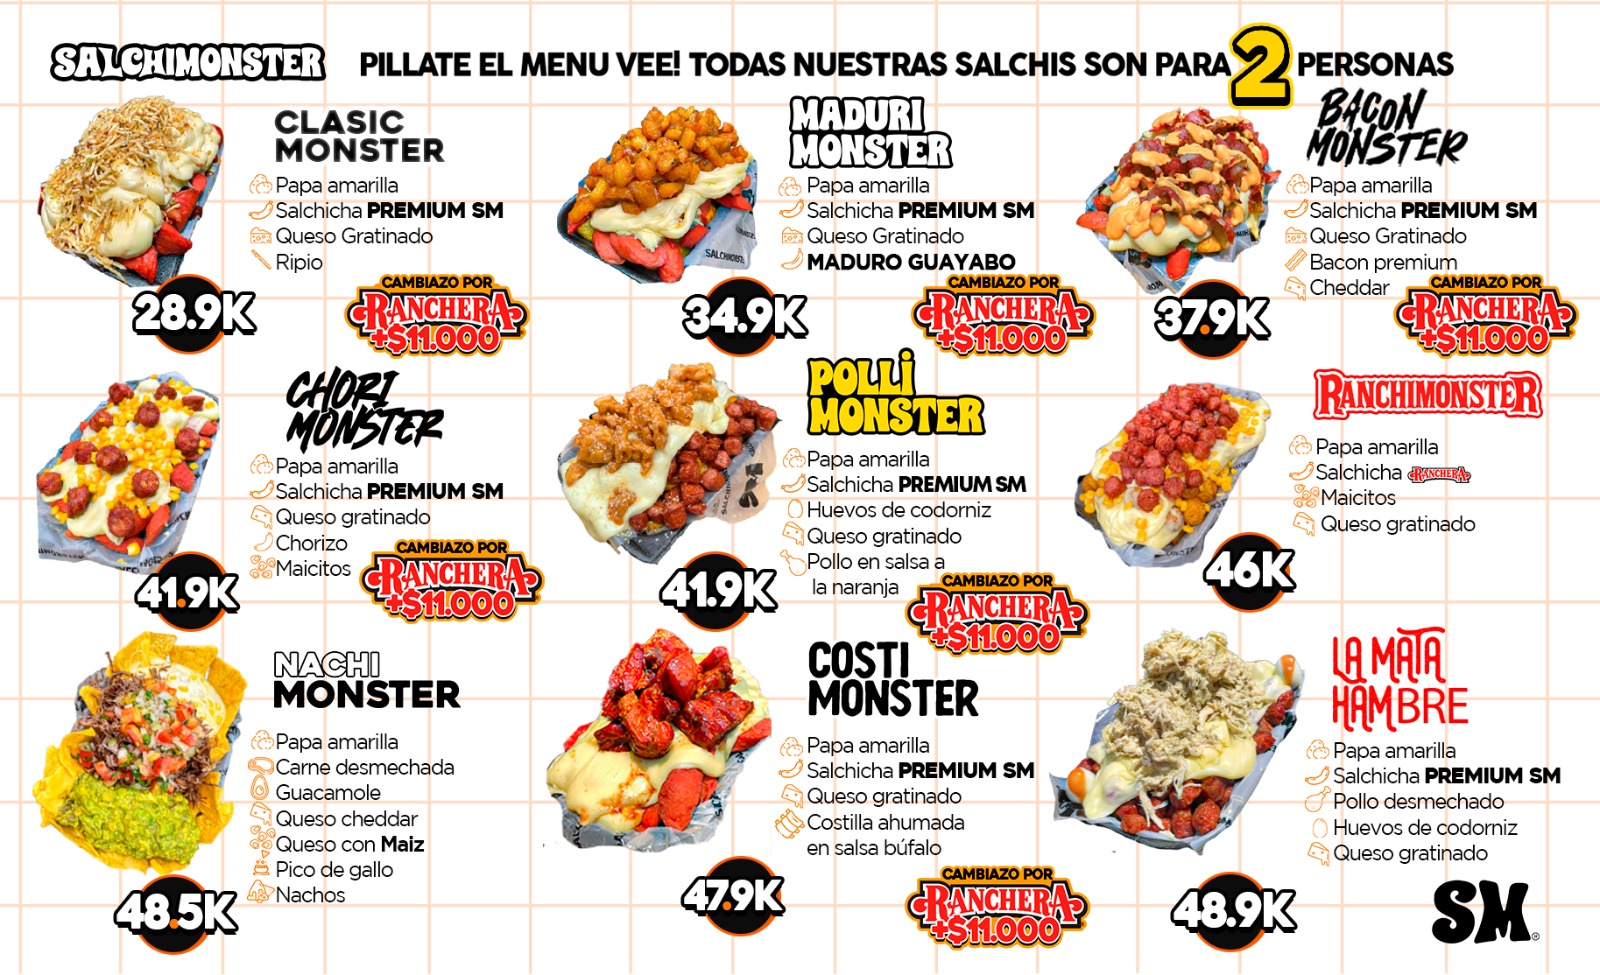 SALCHIMONSTER
PILLATE EL MENU VEE! TODAS NUESTRAS SALCHIS SON PARA 2 PERSONAS
CLASIC
MONSTER
Papa amarilla
Salchicha PREMIUM SM
Queso Gratinado
Ripio
28.9K
CAMBIAZO POR
RANCHERA
+$11.000
MADURI
MONSTER
Papa amarilla
Salchicha PREMIUM SM
Queso Gratinado
MADURO GUAYABO
34.9K
CAMBIAZO POR
RANCHERA
+$11.000
BACON
MONSTER
Papa amarilla
Salchicha PREMIUM SM
Queso Gratinado
Bacon premium
Cheddar
37.9K
CAMBIAZO POR
RANCHERA
+$11.000
CHORI
MONSTER
Papa amarilla
Salchicha PREMIUM SM
Queso gratinado
Chorizo
Maicitos
41.9K
CAMBIAZO POR
RANCHERA
+$11.000
POLLI
MONSTER
Papa amarilla
Salchicha PREMIUM SM
Huevos de codorniz
Queso gratinado
Pollo en salsa a
la naranja
41.9K
CAMBIAZO POR
RANCHERA
+$11.000
RANCHIMONSTER
Papa amarilla
Salchicha RANCHERA
Maicitos
Queso gratinado
46K
NACHI
MONSTER
Papa amarilla
Carne desmechada
Guacamole
Queso cheddar
Queso con Maiz
Pico de gallo
Nachos
48.5K
COSTI
MONSTER
Papa amarilla
Salchicha PREMIUM SM
Queso gratinado
Costilla ahumada
en salsa búfalo
47.9K
CAMBIAZO POR
RANCHERA
+$11.000
LA MATA
HAMBRE
Papa amarilla
Salchicha PREMIUM SM
Pollo desmechado
Huevos de codorniz
Queso gratinado
48.9K
SM®